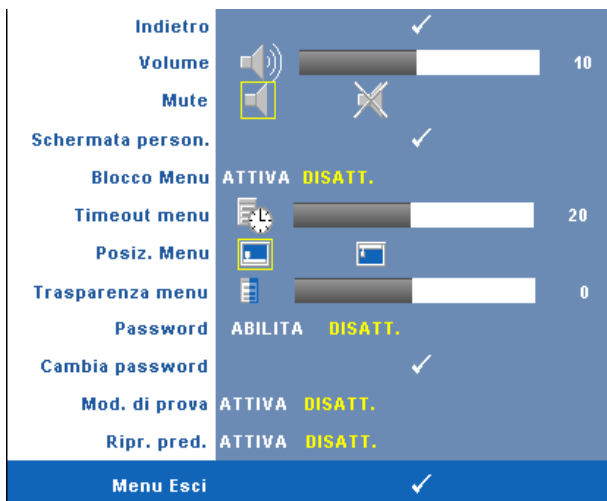 Indietro
Volume 10
Mute
Schermata person.
Blocco Menu ATTIVA DISATT.
Timeout menu 20
Posiz. Menu
Trasparenza menu 0
Password ABILITA DISATT.
Cambia password
Mod. di prova ATTIVA DISATT.
Ripr. pred. ATTIVA DISATT.
Menu Esci